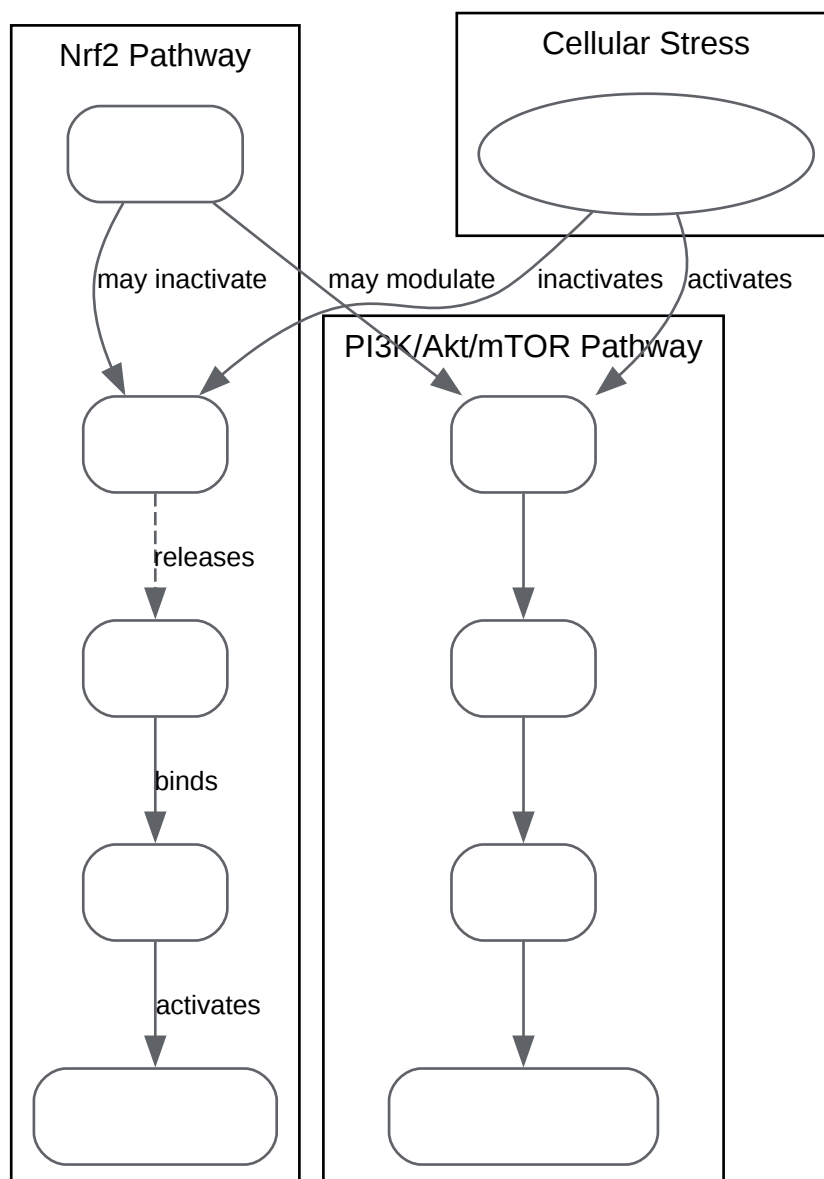 Nrf2 Pathway
Cellular Stress
may inactivate
may modulate
inactivates
activates
PI3K/Akt/mTOR Pathway
releases
binds
activates